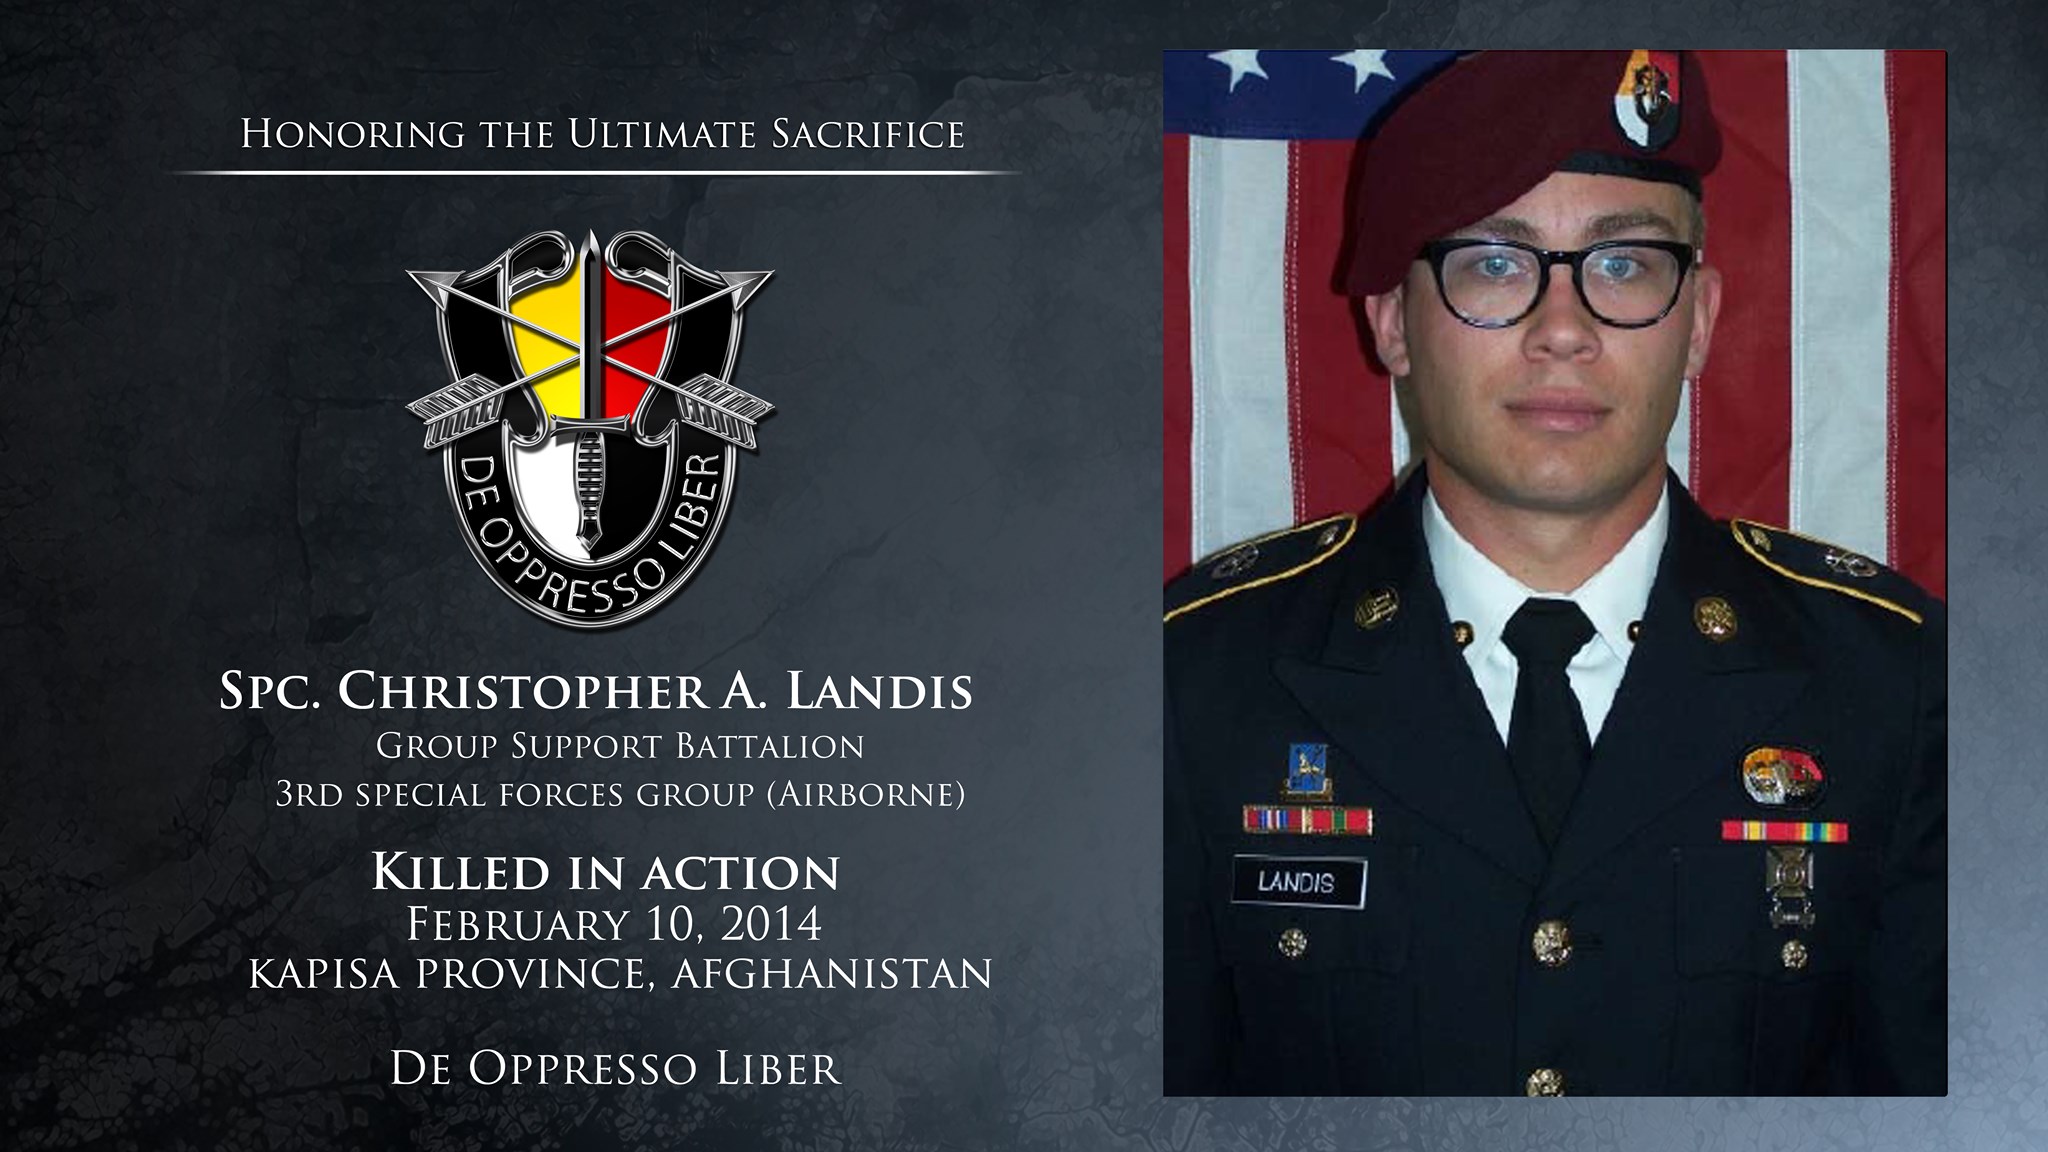 Honoring the Ultimate Sacrifice
DE OPPRESSO LIBER
Spc. Christopher A. Landis
Group Support Battalion
3rd special forces group (Airborne)
Killed in action
February 10, 2014
kapisa province, afghanistan
De Oppresso Liber
LANDIS